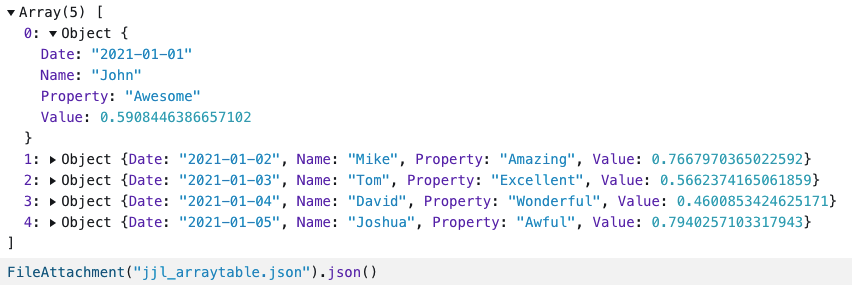 ▼Array(5) [
0: ▼Object {
Date: "2021-01-01"
Name: "John"
Property: "Awesome"
Value: 0.5908446386657102
}
1: ▶Object {Date: "2021-01-02", Name: "Mike", Property: "Amazing", Value: 0.7667970365022592}
2: ▶Object {Date: "2021-01-03", Name: "Tom", Property: "Excellent", Value: 0.5662374165061859}
3: ▶Object {Date: "2021-01-04", Name: "David", Property: "Wonderful", Value: 0.4600853424625171}
4: ▶Object {Date: "2021-01-05", Name: "Joshua", Property: "Awful", Value: 0.7940257103317943}
]
FileAttachment("jjl_arraytable.json").json()